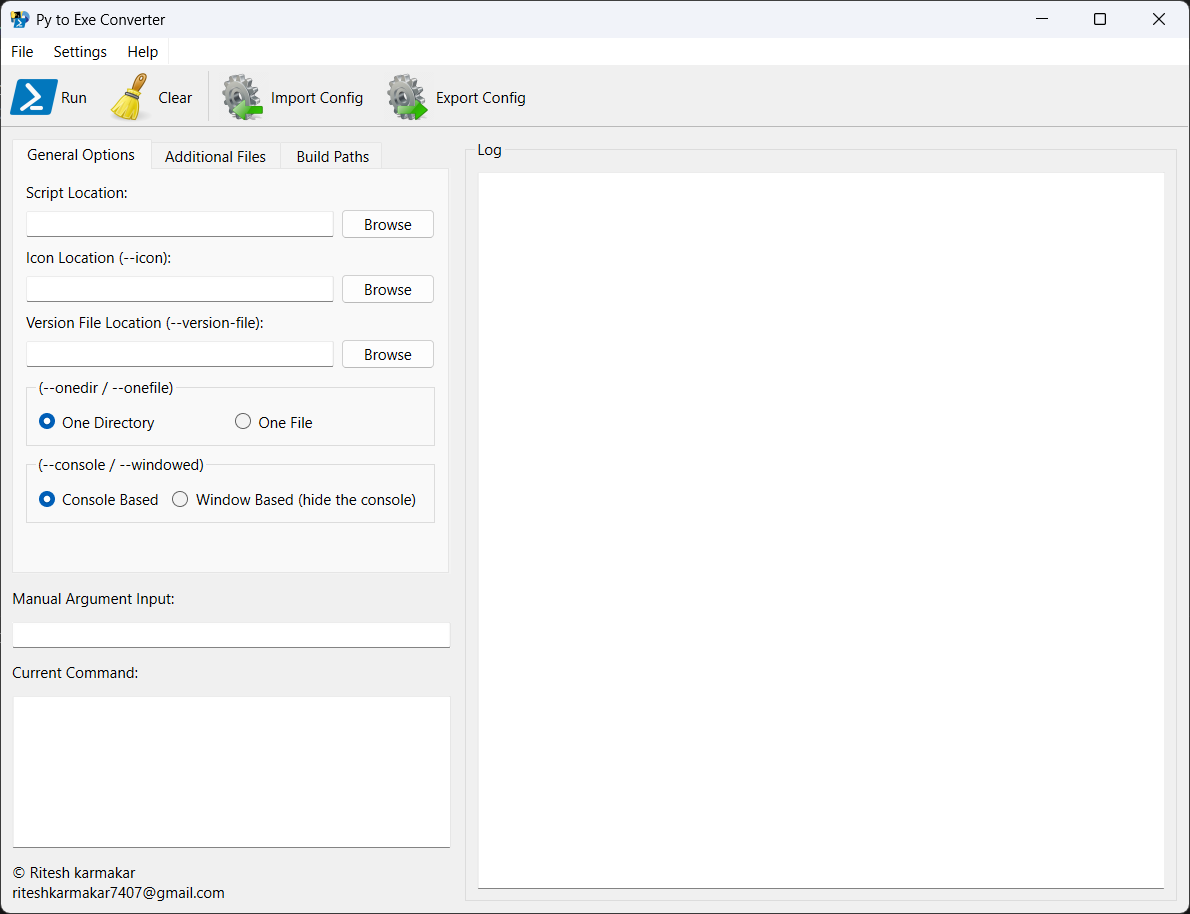 Py to Exe Converter
File Settings Help
Run Clear Import Config Export Config
General Options Additional Files Build Paths
Script Location:
Browse
Icon Location (--icon):
Browse
Version File Location (--version-file):
Browse
(--onedir / --onefile)
One Directory One File
(--console / --windowed)
Console Based Window Based (hide the console)
Manual Argument Input:
Current Command:
© Ritesh karmakar
riteshkarmakar7407@gmail.com
Log